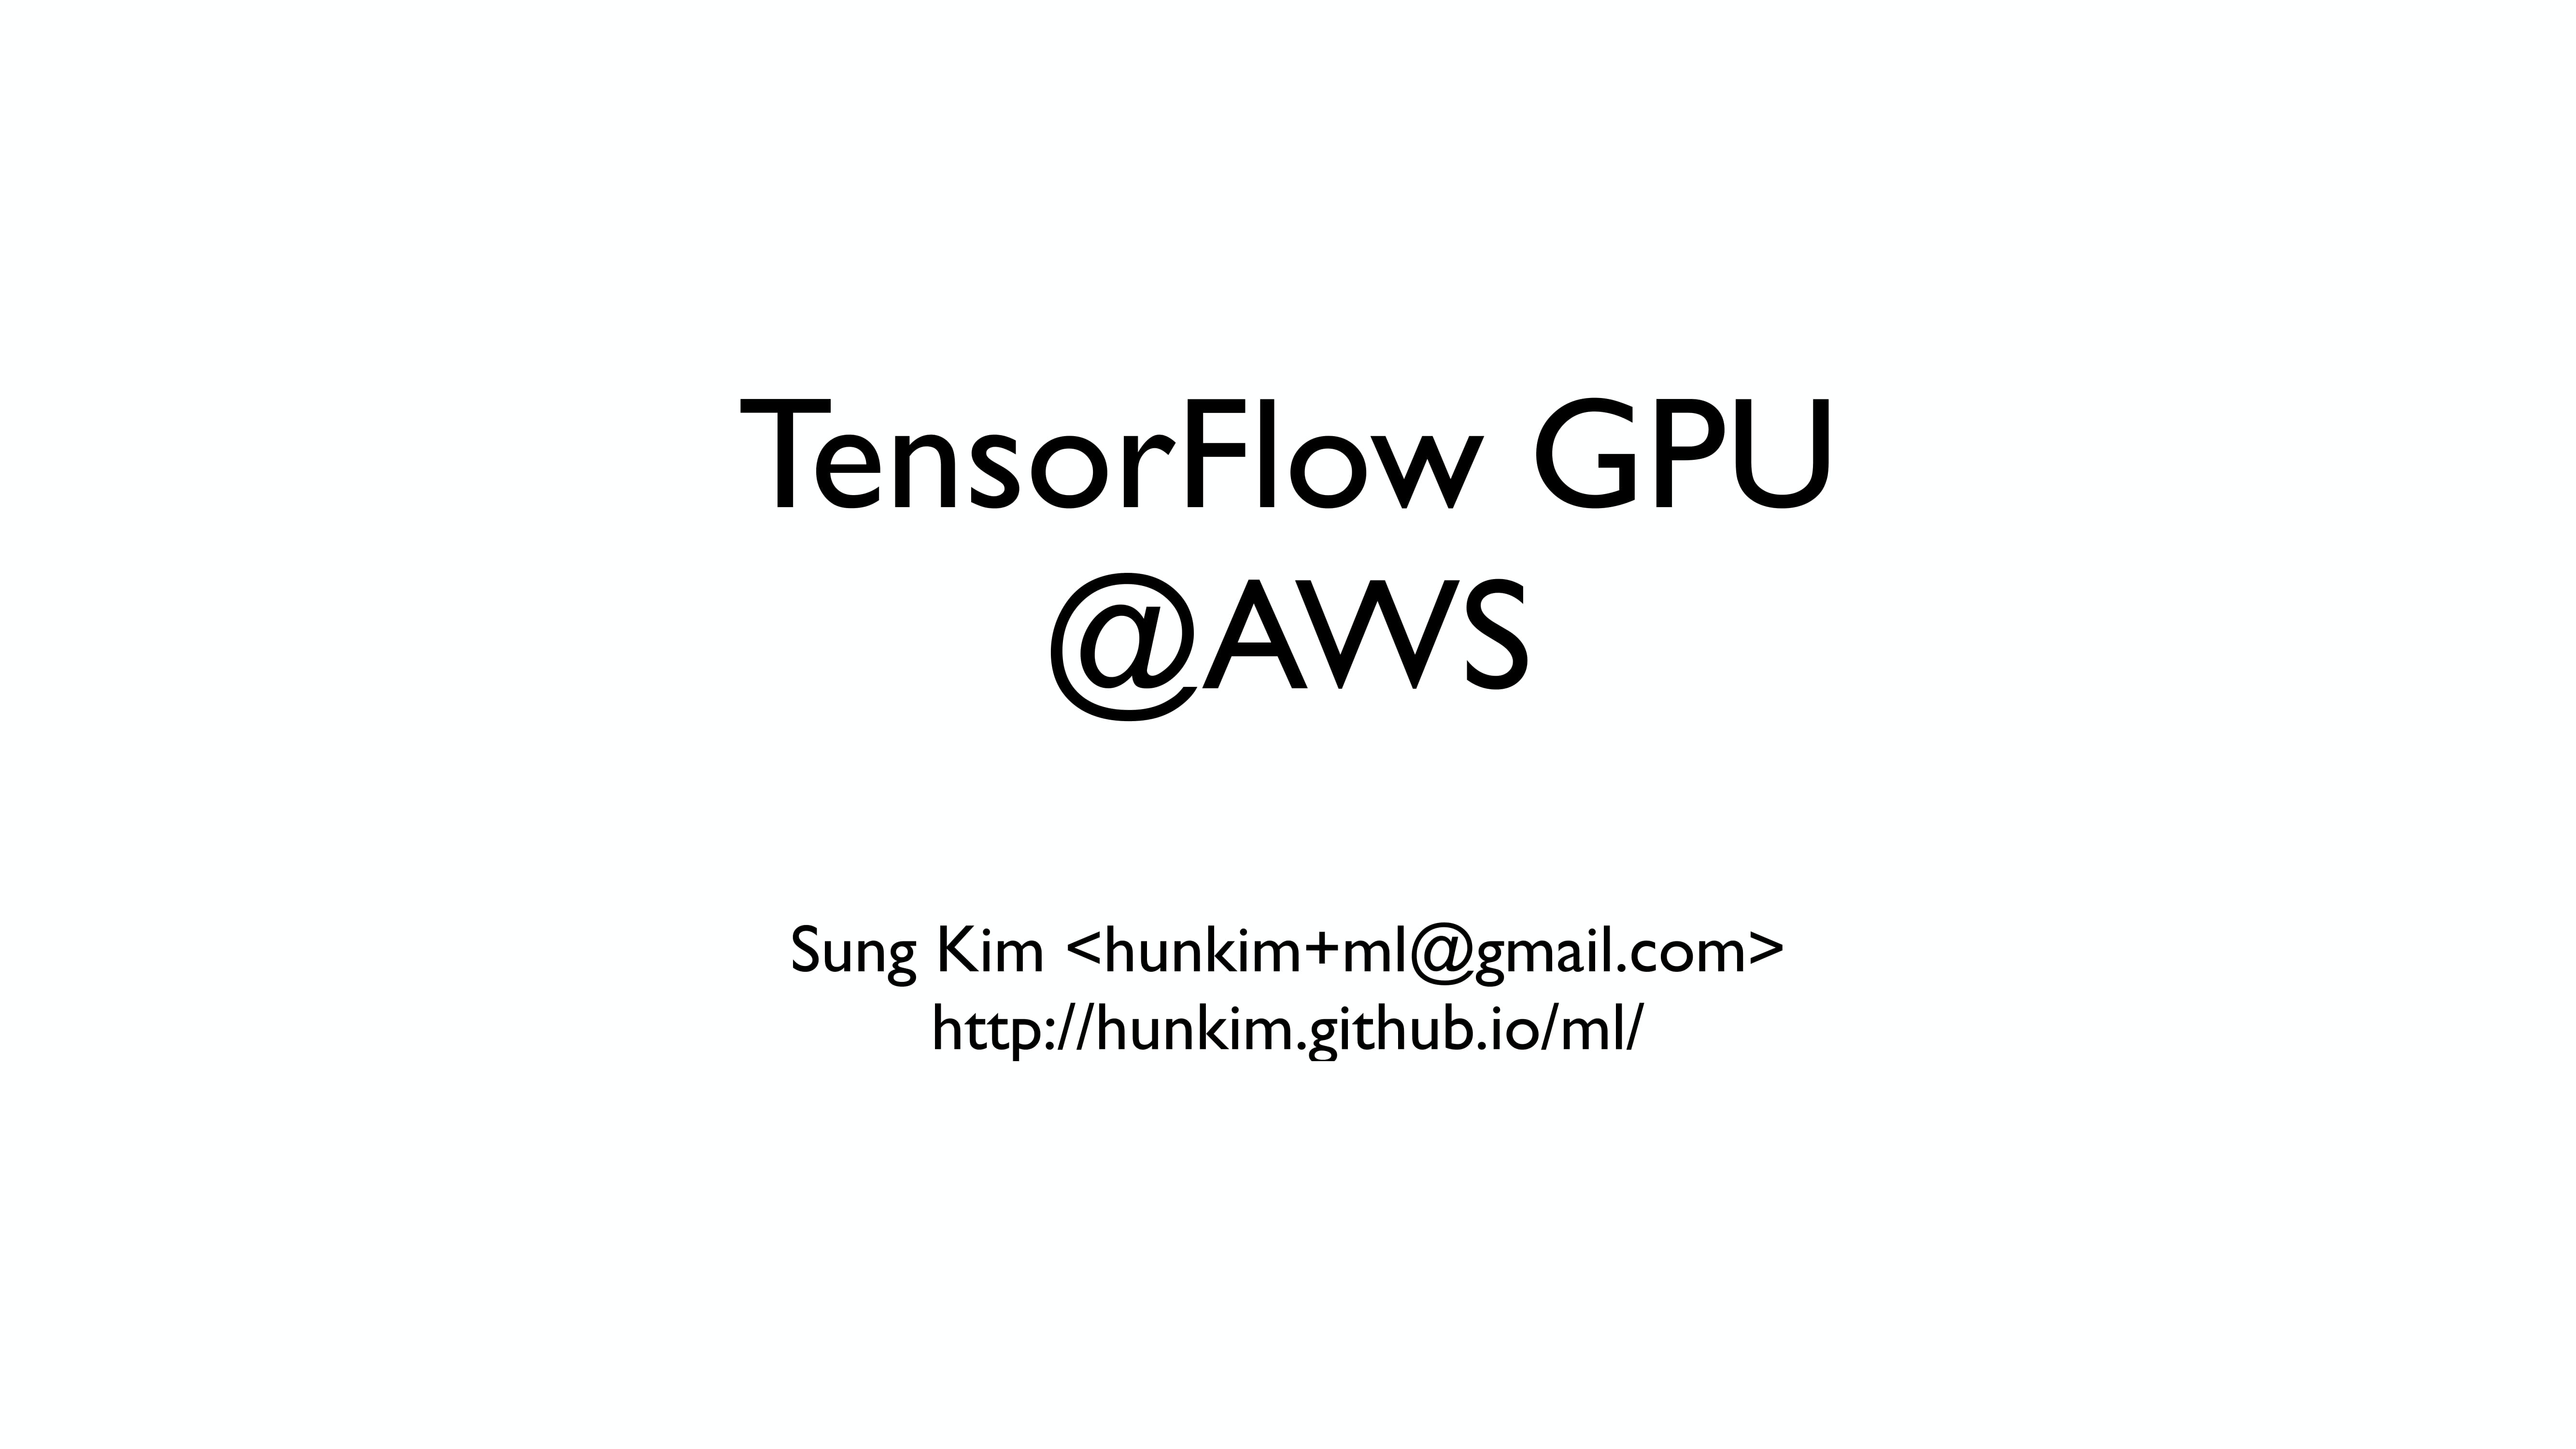 TensorFlow GPU
@AWS
Sung Kim <hunkim+ml@gmail.com>
http://hunkim.github.io/ml/